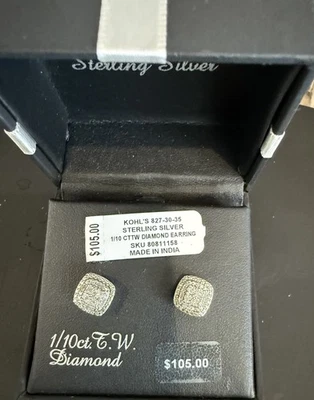 Sterling Silver
$105.00
KOHL'S 827-30-35
STERLING SILVER
1/10 CTTW DIAMOND EARRING
SKU 80811158
MADE IN INDIA
1/10ct.T.W.
Diamond
$105.00